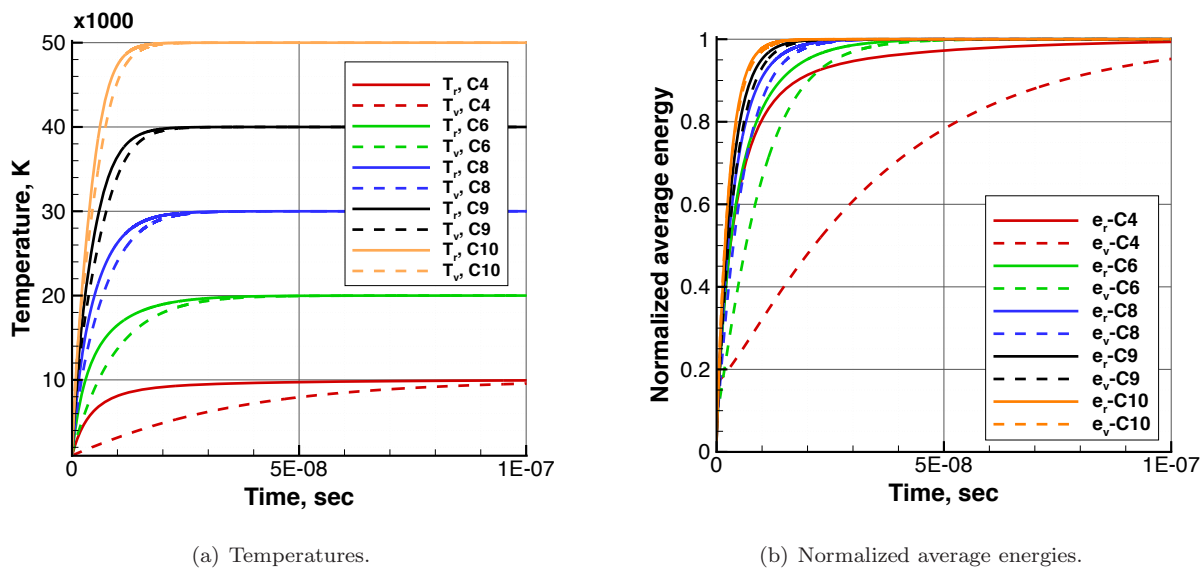 x1000
50
40
30
20
10
Temperature, K
T_r, C4
T_v, C4
T_r, C6
T_v, C6
T_r, C8
T_v, C8
T_r, C9
T_v, C9
T_r, C10
T_v, C10
0
5E-08
1E-07
Time, sec
(a) Temperatures.
1
0.8
0.6
0.4
0.2
0
Normalized average energy
e_r-C4
e_v-C4
e_r-C6
e_v-C6
e_r-C8
e_v-C8
e_r-C9
e_v-C9
e_r-C10
e_v-C10
0
5E-08
1E-07
Time, sec
(b) Normalized average energies.